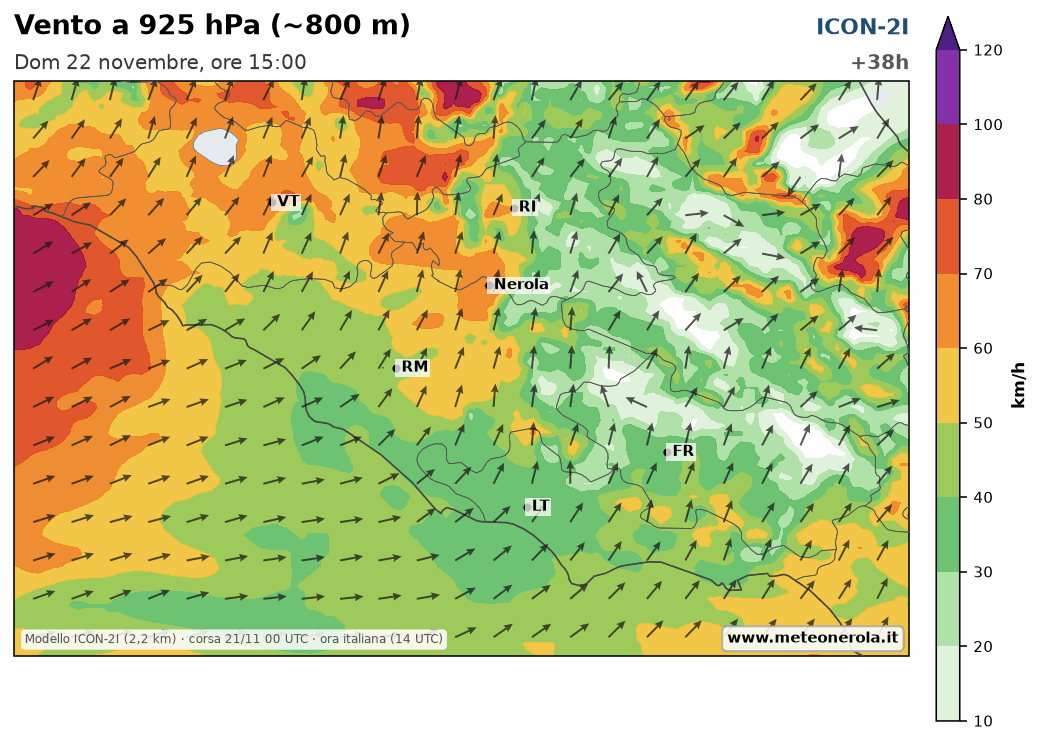 Vento a 925 hPa (~800 m)
ICON-2I
Dom 22 novembre, ore 15:00
+38h
VT
RI
Nerola
RM
FR
LT
Modello ICON-2I (2,2 km) · corsa 21/11 00 UTC · ora italiana (14 UTC)
www.meteonerola.it
120
100
80
70
60
50
40
30
20
10
km/h